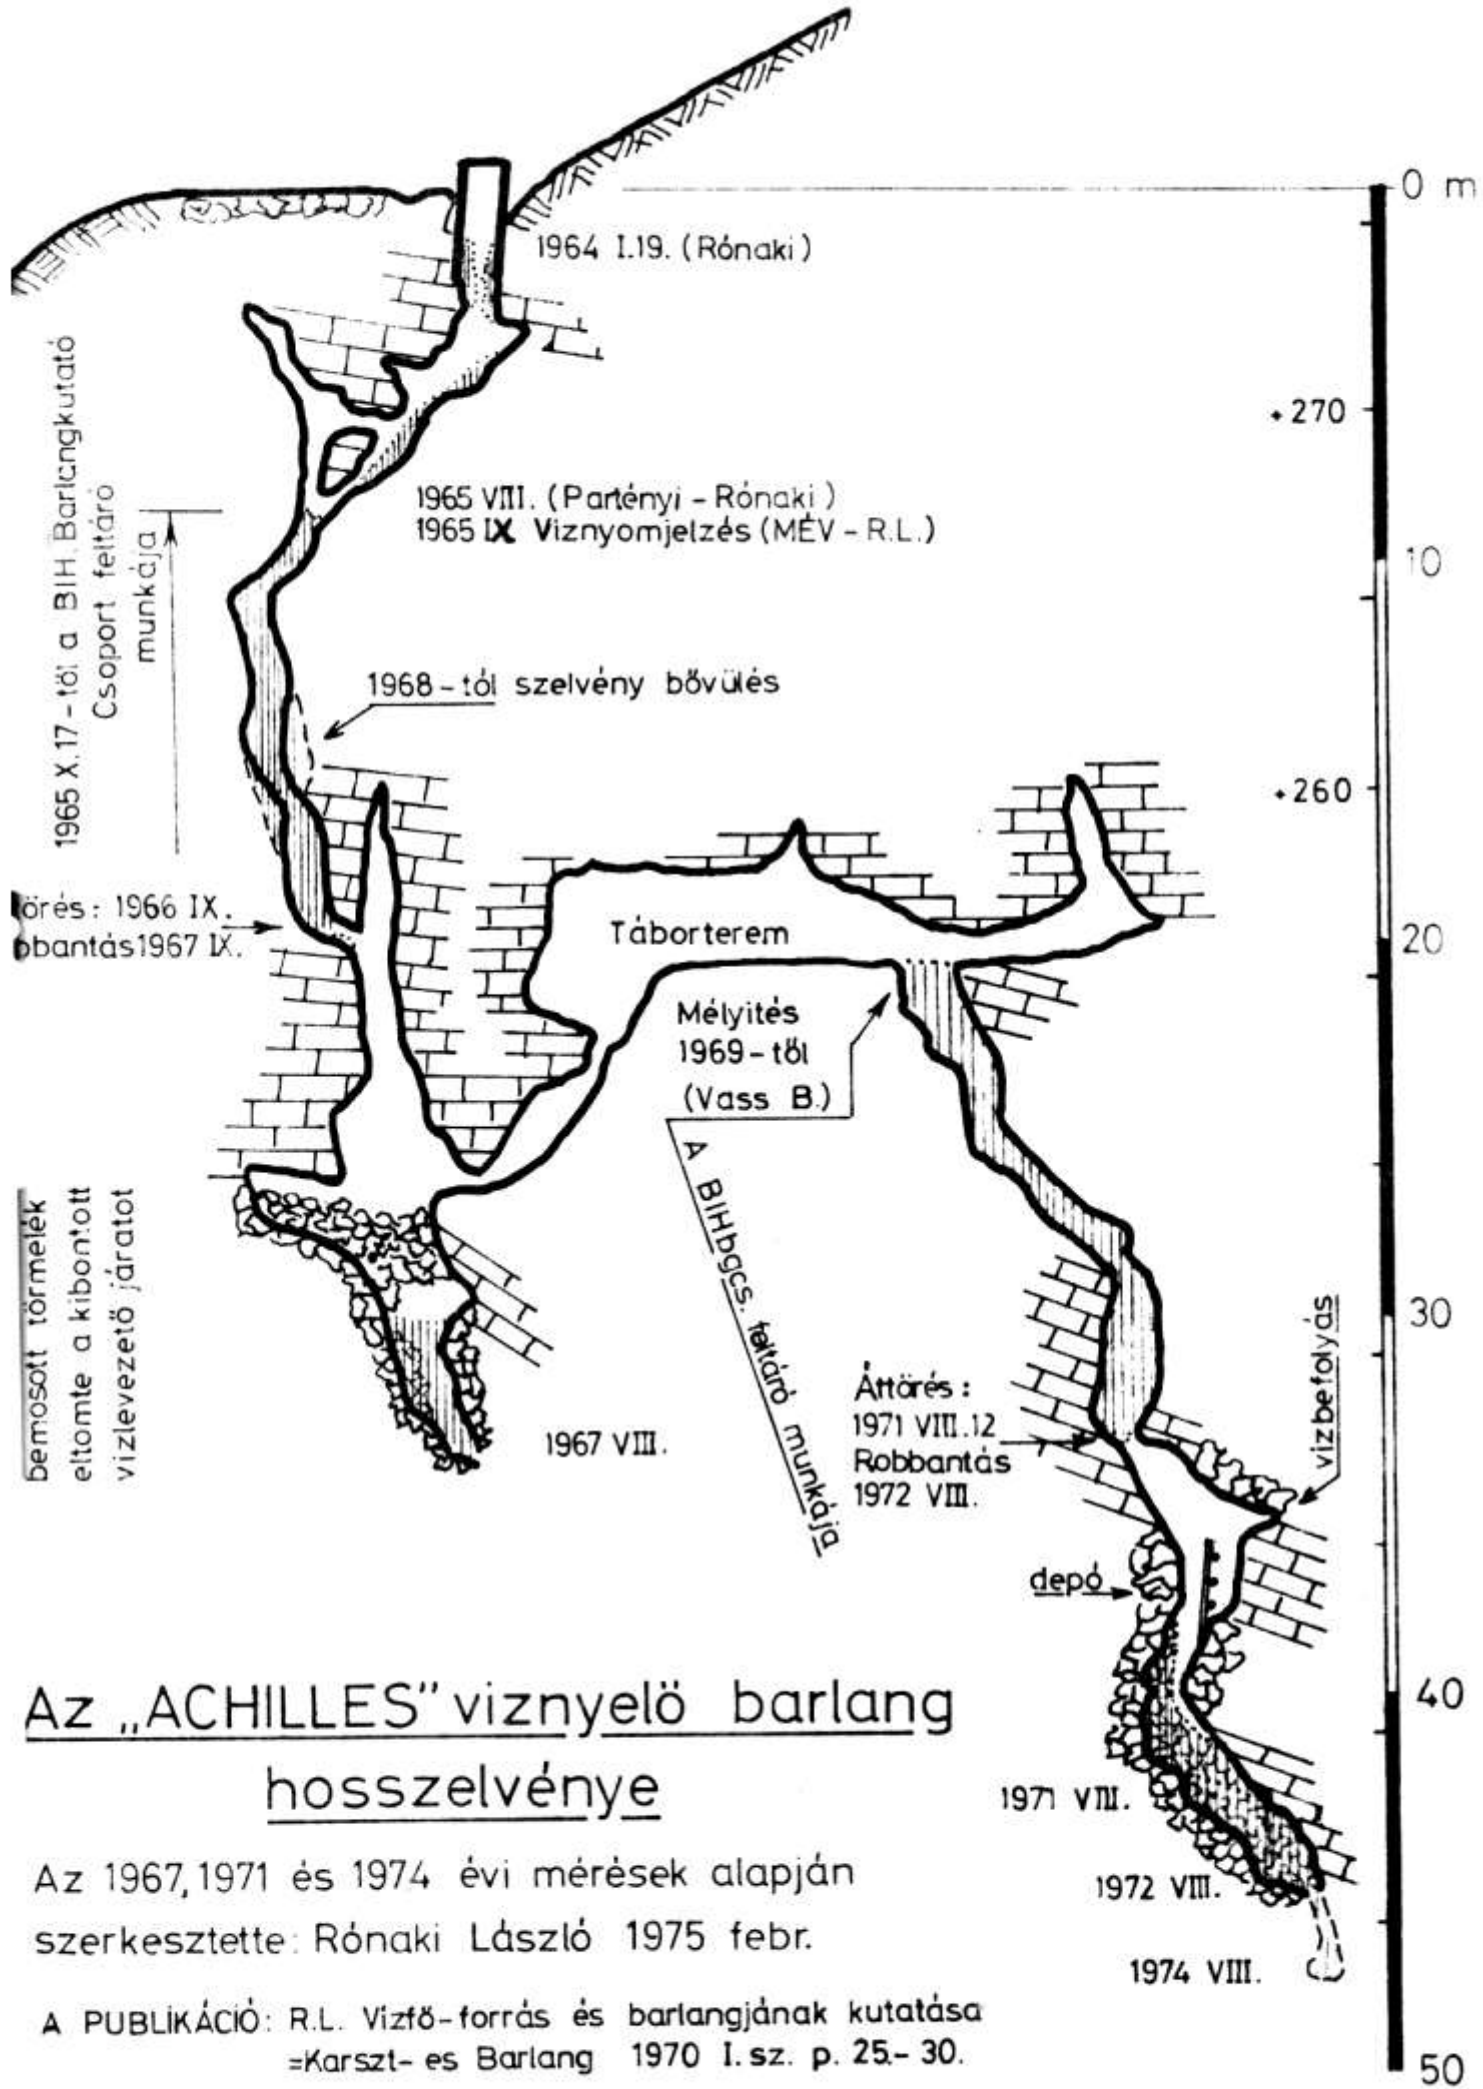 0 m
1964 I.19. (Rónaki)
+270
1965 VIII. (Partényi - Rónaki)
1965 IX Viznyomjelzés (MÉV - R.L.)
1965 X.17-től a BIH. Barlangkutató
Csoport feltáró
munkája
10
1968-tól szelvény bővülés
+260
törés: 1966 IX.
bbantás 1967 IX.
Táborterem
20
Mélyités
1969-től
(Vass B.)
A BIHbgcs. feltáró munkája
bemosott törmelék
eltömte a kibontott
vizlevezető járatot
30
vizbefolyás
1967 VIII.
Áttörés:
1971 VIII.12
Robbantás
1972 VIII.
depó
Az „ACHILLES" viznyelö barlang
hosszelvénye
40
1971 VIII.
Az 1967, 1971 és 1974 évi mérések alapján
1972 VIII.
szerkesztette: Rónaki László 1975 febr.
1974 VIII.
A PUBLIKÁCIÓ: R.L. Vízfő-forrás és barlangjának kutatása
=Karszt- es Barlang 1970 I.sz. p. 25.- 30.
50